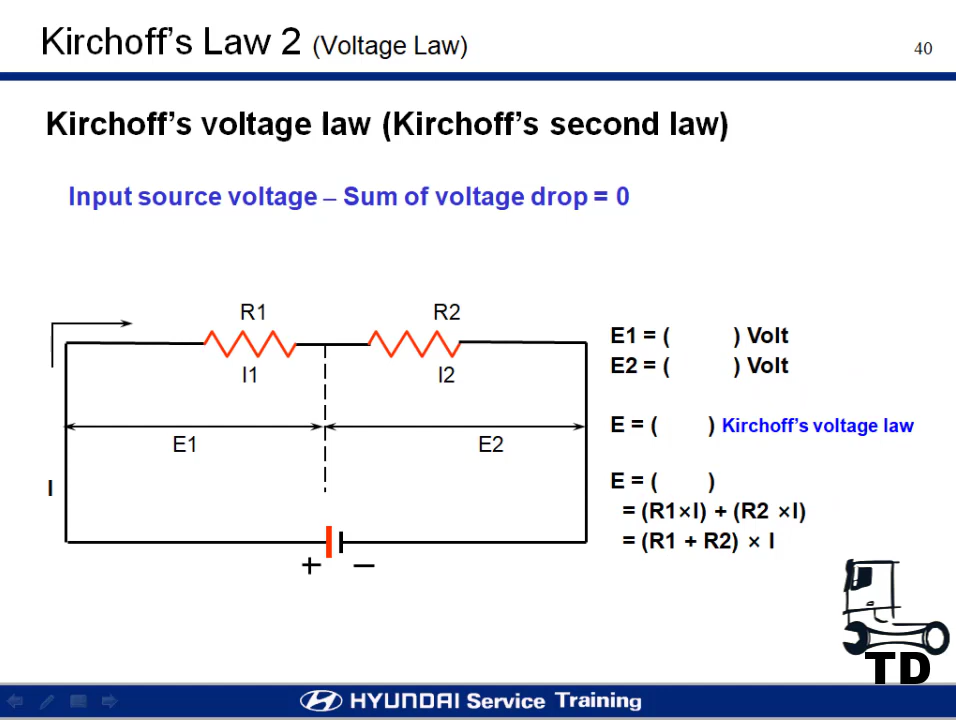 Kirchoff's Law 2 (Voltage Law)
40
Kirchoff's voltage law (Kirchoff's second law)
Input source voltage – Sum of voltage drop = 0
R1
R2
I1
I2
E1
E2
I
+ –
E1 = ( ) Volt
E2 = ( ) Volt
E = ( ) Kirchoff's voltage law
E = ( )
= (R1×I) + (R2 ×I)
= (R1 + R2) × I
TD
HYUNDAI Service Training